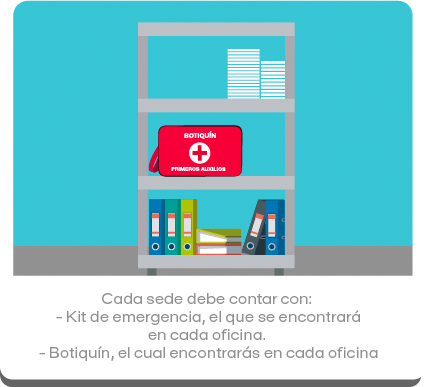 BOTIQUÍN
PRIMEROS AUXILIOS
Cada sede debe contar con:
- Kit de emergencia, el que se encontrará
en cada oficina.
- Botiquín, el cual encontrarás en cada oficina